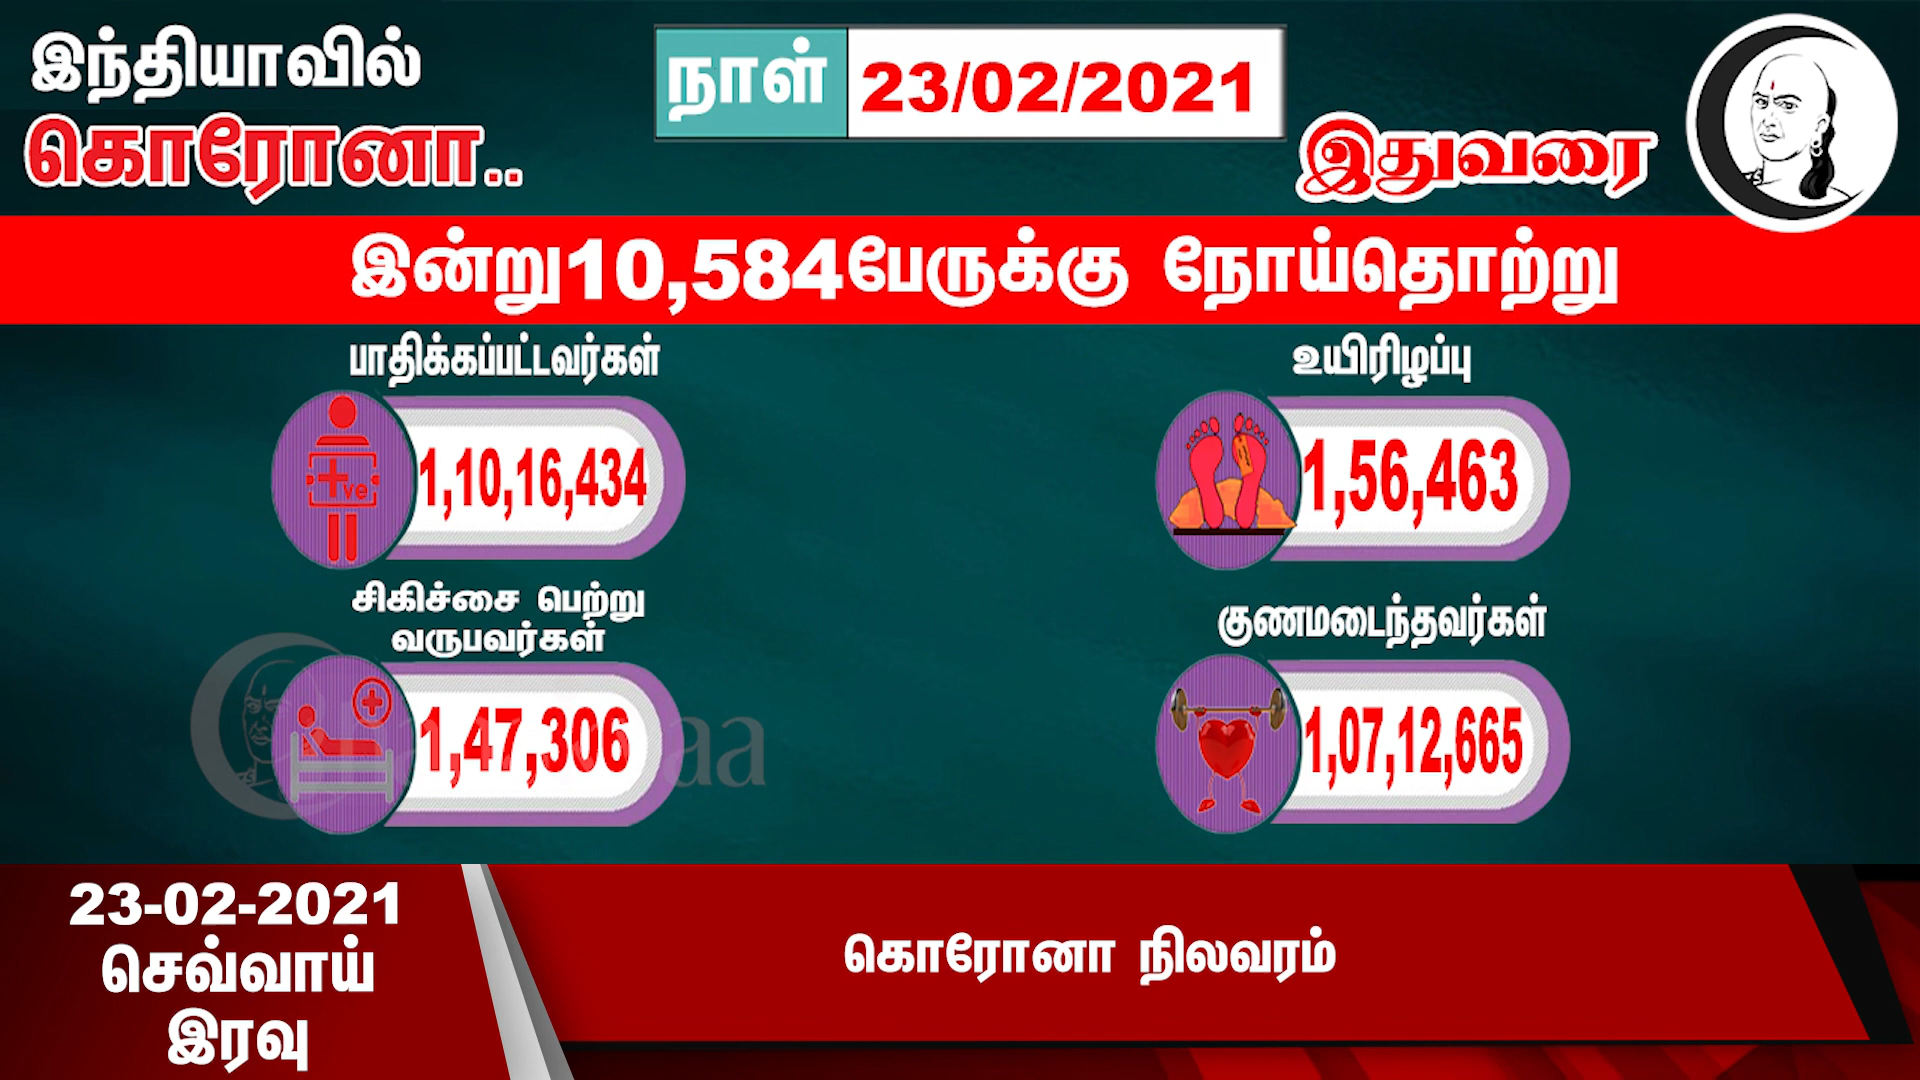 இந்தியாவில்
கொரோனா..
நாள் 23/02/2021
இதுவரை
இன்று10,584பேருக்கு நோய்தொற்று
பாதிக்கப்பட்டவர்கள்
+ve
1,10,16,434
உயிரிழப்பு
1,56,463
சிகிச்சை பெற்று
வருபவர்கள்
1,47,306
குணமடைந்தவர்கள்
1,07,12,665
23-02-2021
செவ்வாய்
இரவு
கொரோனா நிலவரம்